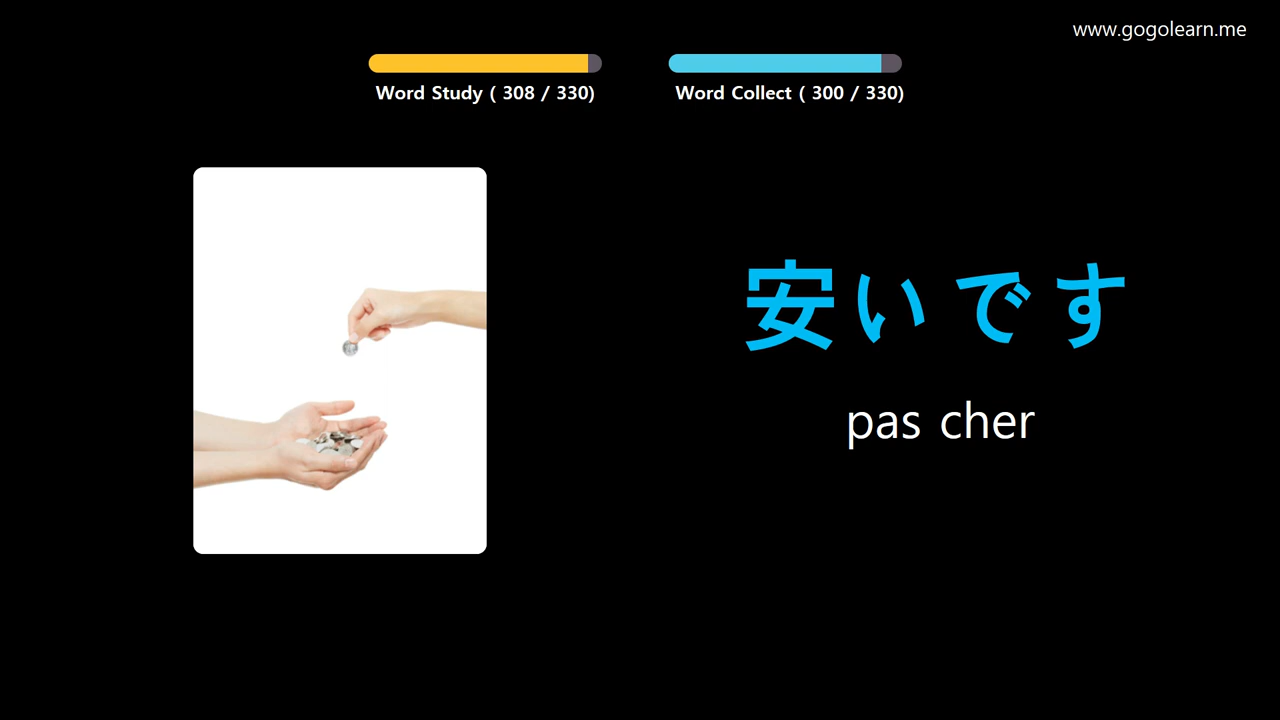 www.gogolearn.me
Word Study ( 308 / 330)
Word Collect ( 300 / 330)
安いです
pas cher